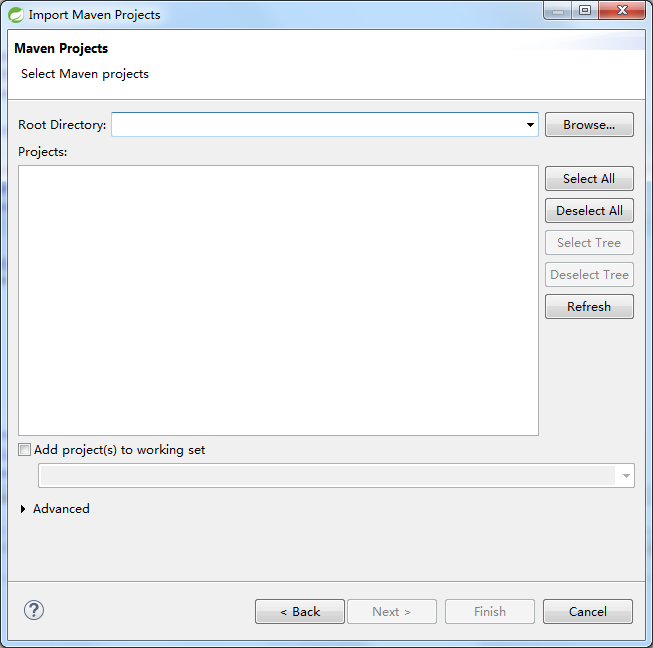 Import Maven Projects
Maven Projects
Select Maven projects
Root Directory:
Browse...
Projects:
Select All
Deselect All
Select Tree
Deselect Tree
Refresh
Add project(s) to working set
Advanced
?
< Back
Next >
Finish
Cancel